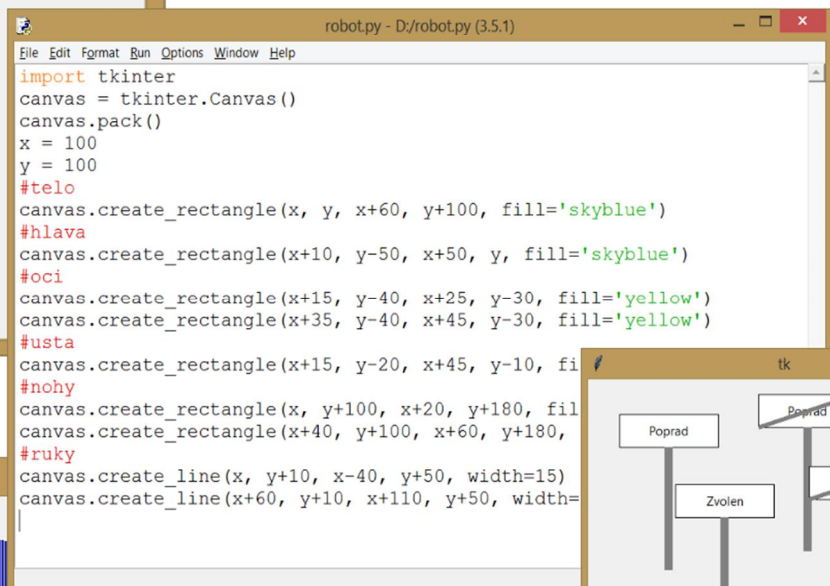 robot.py - D:/robot.py (3.5.1)
File Edit Format Run Options Window Help
import tkinter
canvas = tkinter.Canvas()
canvas.pack()
x = 100
y = 100
#telo
canvas.create_rectangle(x, y, x+60, y+100, fill='skyblue')
#hlava
canvas.create_rectangle(x+10, y-50, x+50, y, fill='skyblue')
#oci
canvas.create_rectangle(x+15, y-40, x+25, y-30, fill='yellow')
canvas.create_rectangle(x+35, y-40, x+45, y-30, fill='yellow')
#usta
canvas.create_rectangle(x+15, y-20, x+45, y-10, fi
#nohy
canvas.create_rectangle(x, y+100, x+20, y+180, fil
canvas.create_rectangle(x+40, y+100, x+60, y+180,
#ruky
canvas.create_line(x, y+10, x-40, y+50, width=15)
canvas.create_line(x+60, y+10, x+110, y+50, width=
tk
Poprad
Poprad
Zvolen